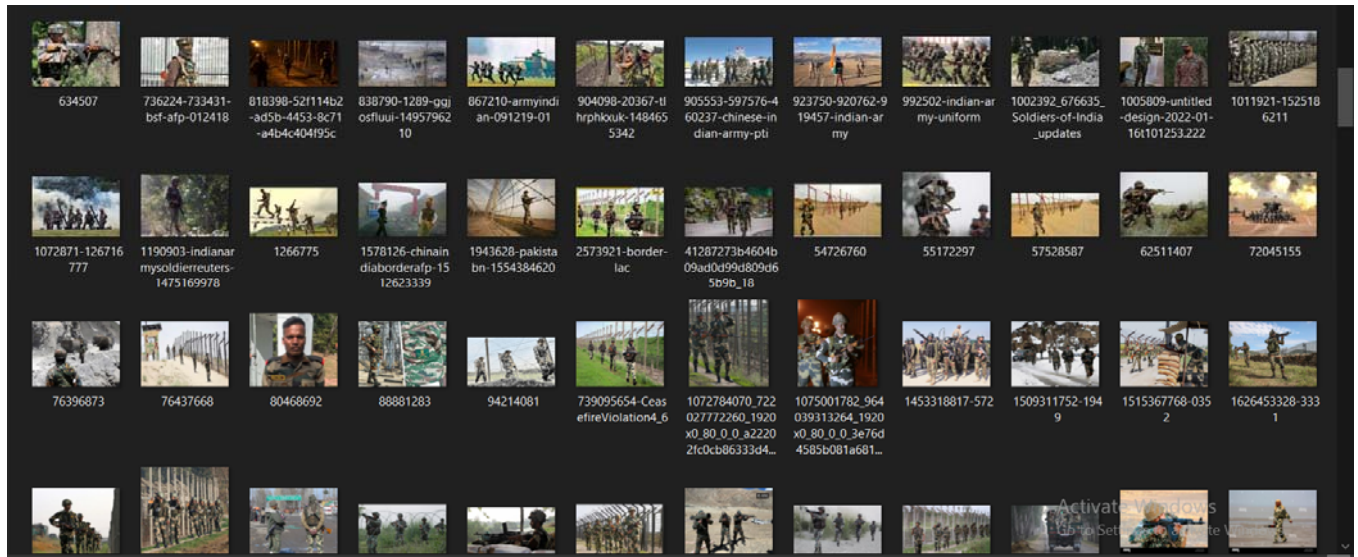 634507
736224-733431-
bsf-afp-012418
818398-52f114b2
-ad5b-4453-8c71
-a4b4c404f95c
838790-1289-ggj
osfluui-14957962
10
867210-armyindi
an-091219-01
904098-20367-tl
hrphkxuk-148465
5342
905553-597576-4
60237-chinese-in
dian-army-pti
923750-920762-9
19457-indian-ar
my
992502-indian-ar
my-uniform
1002392_676635_
Soldiers-of-India
_updates
1005809-untitled
-design-2022-01-
16t101253.222
1011921-152518
6211
1072871-126716
777
1190903-indianar
mysoldierreuters-
1475169978
1266775
1578126-chinain
diaborderafp-15
12623339
1943628-pakista
bn-1554384620
2573921-border-
lac
41287273b4604b
09ad0d99d809d6
5b9b_18
54726760
55172297
57528587
62511407
72045155
76396873
76437668
80468692
88881283
94214081
739095654-Ceas
efireViolation4_6
1072784070_722
027772260_1920
x0_80_0_0_a2220
2fc0cb86333d4...
1075001782_964
039313264_1920
x0_80_0_0_3e76d
4585b081a681...
1453318817-572
1509311752-194
9
1515367768-035
2
1626453328-333
1
Activate Windows
Go to Set